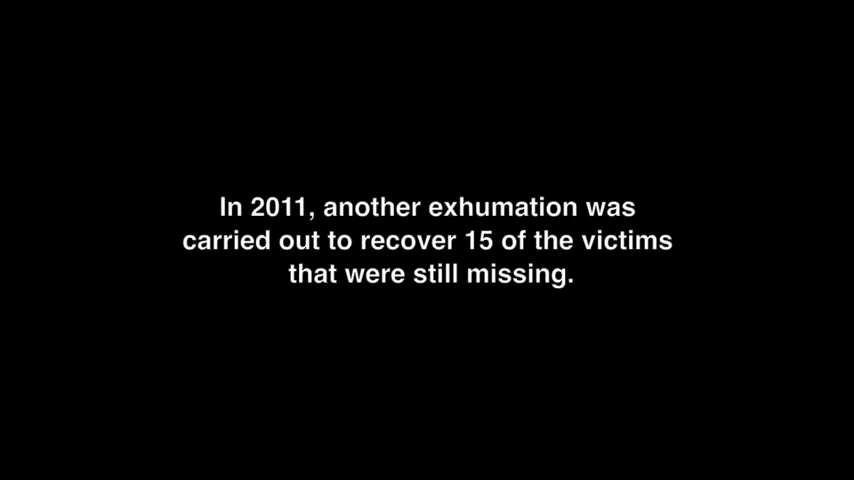 In 2011, another exhumation was
carried out to recover 15 of the victims
that were still missing.